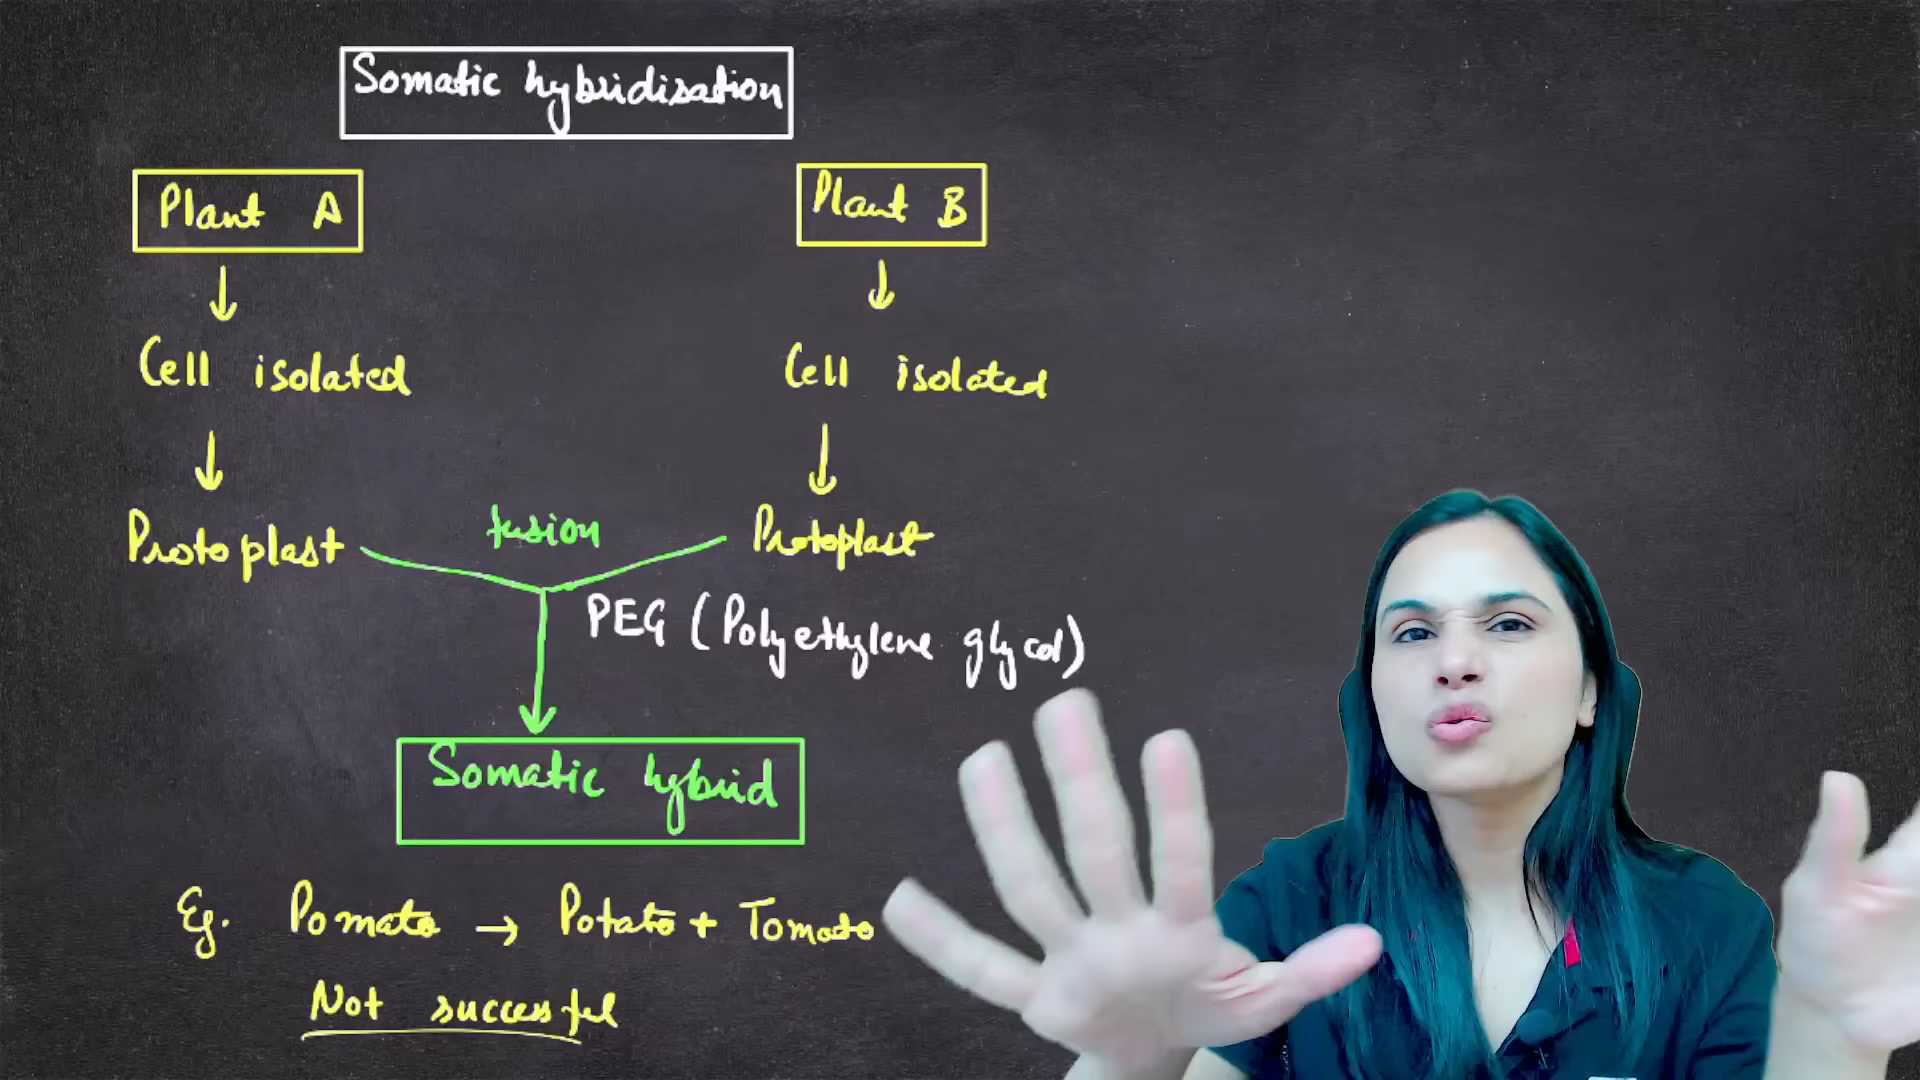 Somatic hybridisation
Plant A
Plant B
Cell isolated
Cell isolated
Protoplast
fusion
Protoplast
PEG (Polyethylene glycol)
Somatic hybrid
Eg. Pomato → Potato + Tomato
Not successful